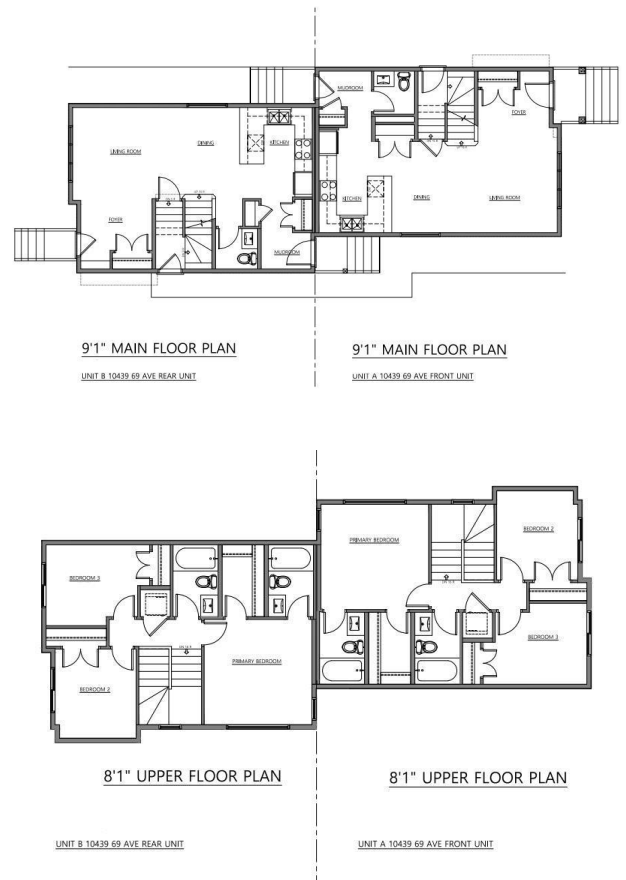 MUDROOM
FOYER
LIVING ROOM
DINING
KITCHEN
KITCHEN
DINING
LIVING ROOM
FOYER
MUDROOM
9'1" MAIN FLOOR PLAN
9'1" MAIN FLOOR PLAN
UNIT B 10439 69 AVE REAR UNIT
UNIT A 10439 69 AVE FRONT UNIT
BEDROOM 2
PRIMARY BEDROOM
BEDROOM 3
BEDROOM 3
PRIMARY BEDROOM
BEDROOM 2
8'1" UPPER FLOOR PLAN
8'1" UPPER FLOOR PLAN
UNIT B 10439 69 AVE REAR UNIT
UNIT A 10439 69 AVE FRONT UNIT